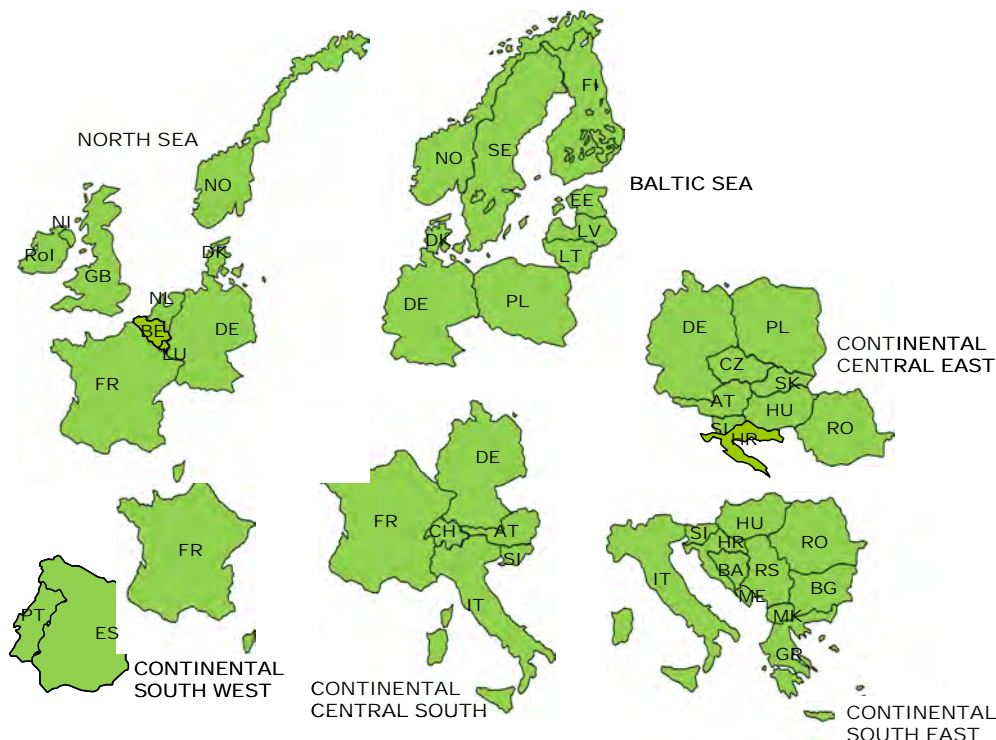 NORTH SEA
NO
NI
RoI
GB
DK
NL
BE
LU
DE
FR
BALTIC SEA
NO
SE
FI
EE
LV
LT
DK
DE
PL
CONTINENTAL
CENTRAL EAST
DE
PL
CZ
SK
AT
HU
SI
HR
RO
CONTINENTAL
SOUTH WEST
FR
PT
ES
CONTINENTAL
CENTRAL SOUTH
DE
FR
CH
AT
SI
IT
CONTINENTAL
SOUTH EAST
IT
SI
HU
HR
RO
BA
RS
ME
BG
MK
GR